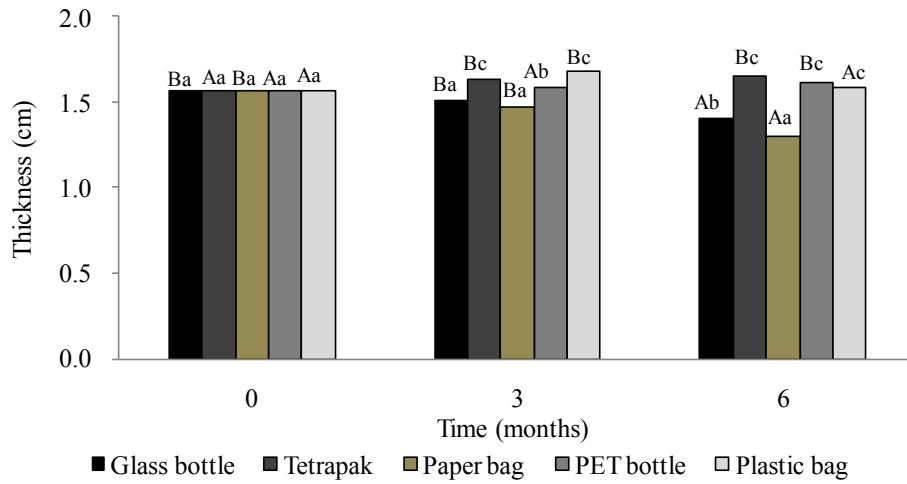 2.0
1.5
1.0
0.5
0.0
Thickness (cm)
Ba Aa Ba Aa Aa
Ba Bc Ba Ab Bc
Ab Bc Aa Bc Ac
0 3 6
Time (months)
Glass bottle Tetrapak Paper bag PET bottle Plastic bag